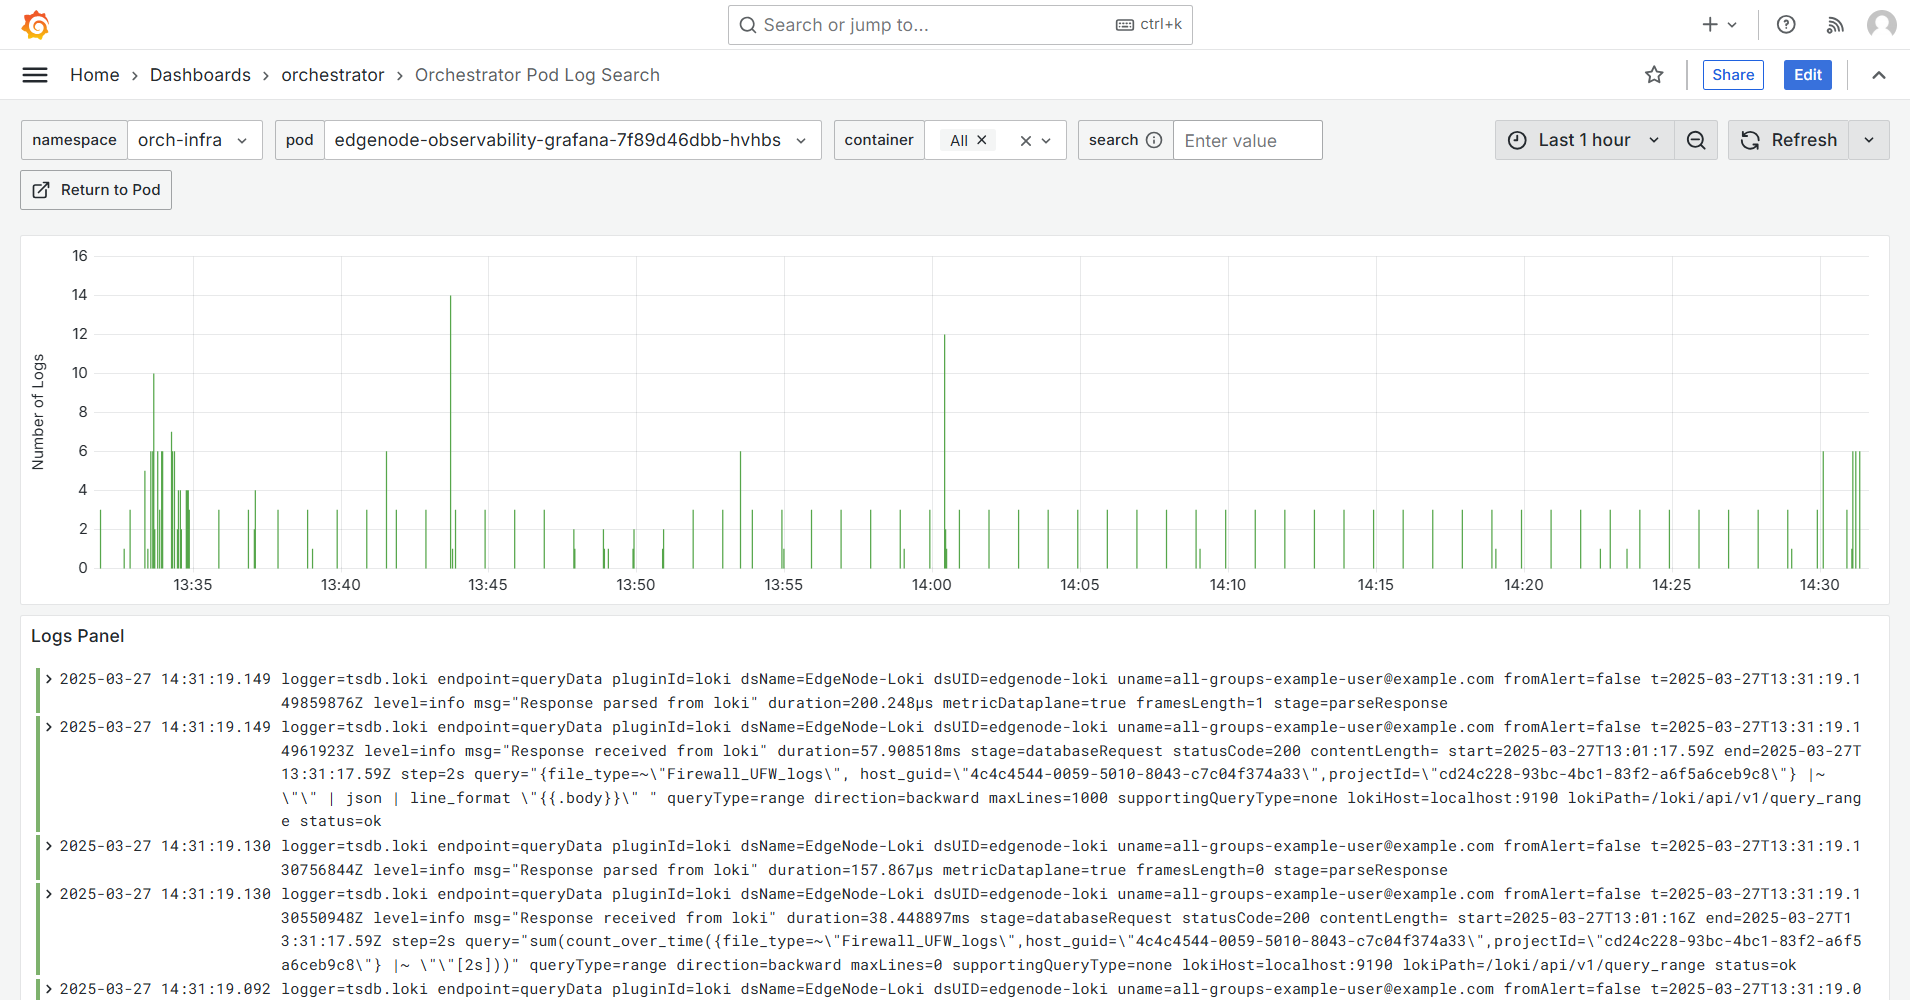 Search or jump to... ctrl+k
Home › Dashboards › orchestrator › Orchestrator Pod Log Search Share Edit
namespace orch-infra pod edgenode-observability-grafana-7f89d46dbb-hvhbs container All search Enter value Last 1 hour Refresh
Return to Pod
Number of Logs
16
14
12
10
8
6
4
2
0
13:35 13:40 13:45 13:50 13:55 14:00 14:05 14:10 14:15 14:20 14:25 14:30
Logs Panel
2025-03-27 14:31:19.149 logger=tsdb.loki endpoint=queryData pluginId=loki dsName=EdgeNode-Loki dsUID=edgenode-loki uname=all-groups-example-user@example.com fromAlert=false t=2025-03-27T13:31:19.1
49859876Z level=info msg="Response parsed from loki" duration=200.248µs metricDataplane=true framesLength=1 stage=parseResponse
2025-03-27 14:31:19.149 logger=tsdb.loki endpoint=queryData pluginId=loki dsName=EdgeNode-Loki dsUID=edgenode-loki uname=all-groups-example-user@example.com fromAlert=false t=2025-03-27T13:31:19.1
4961923Z level=info msg="Response received from loki" duration=57.908518ms stage=databaseRequest statusCode=200 contentLength= start=2025-03-27T13:01:17.59Z end=2025-03-27T
13:31:17.59Z step=2s query="{file_type=~\"Firewall_UFW_logs\", host_guid=\"4c4c4544-0059-5010-8043-c7c04f374a33\",projectId=\"cd24c228-93bc-4bc1-83f2-a6f5a6ceb9c8\"} |~
\"\" | json | line_format \"{{.body}}\" " queryType=range direction=backward maxLines=1000 supportingQueryType=none lokiHost=localhost:9190 lokiPath=/loki/api/v1/query_rang
e status=ok
2025-03-27 14:31:19.130 logger=tsdb.loki endpoint=queryData pluginId=loki dsName=EdgeNode-Loki dsUID=edgenode-loki uname=all-groups-example-user@example.com fromAlert=false t=2025-03-27T13:31:19.1
30756844Z level=info msg="Response parsed from loki" duration=157.867µs metricDataplane=true framesLength=0 stage=parseResponse
2025-03-27 14:31:19.130 logger=tsdb.loki endpoint=queryData pluginId=loki dsName=EdgeNode-Loki dsUID=edgenode-loki uname=all-groups-example-user@example.com fromAlert=false t=2025-03-27T13:31:19.1
30550948Z level=info msg="Response received from loki" duration=38.448897ms stage=databaseRequest statusCode=200 contentLength= start=2025-03-27T13:01:16Z end=2025-03-27T1
3:31:17.59Z step=2s query="sum(count_over_time({file_type=~\"Firewall_UFW_logs\",host_guid=\"4c4c4544-0059-5010-8043-c7c04f374a33\",projectId=\"cd24c228-93bc-4bc1-83f2-a6f5
a6ceb9c8\"} |~ \"\"[2s]))" queryType=range direction=backward maxLines=0 supportingQueryType=none lokiHost=localhost:9190 lokiPath=/loki/api/v1/query_range status=ok
2025-03-27 14:31:19.092 logger=tsdb.loki endpoint=queryData pluginId=loki dsName=EdgeNode-Loki dsUID=edgenode-loki uname=all-groups-example-user@example.com fromAlert=false t=2025-03-27T13:31:19.0